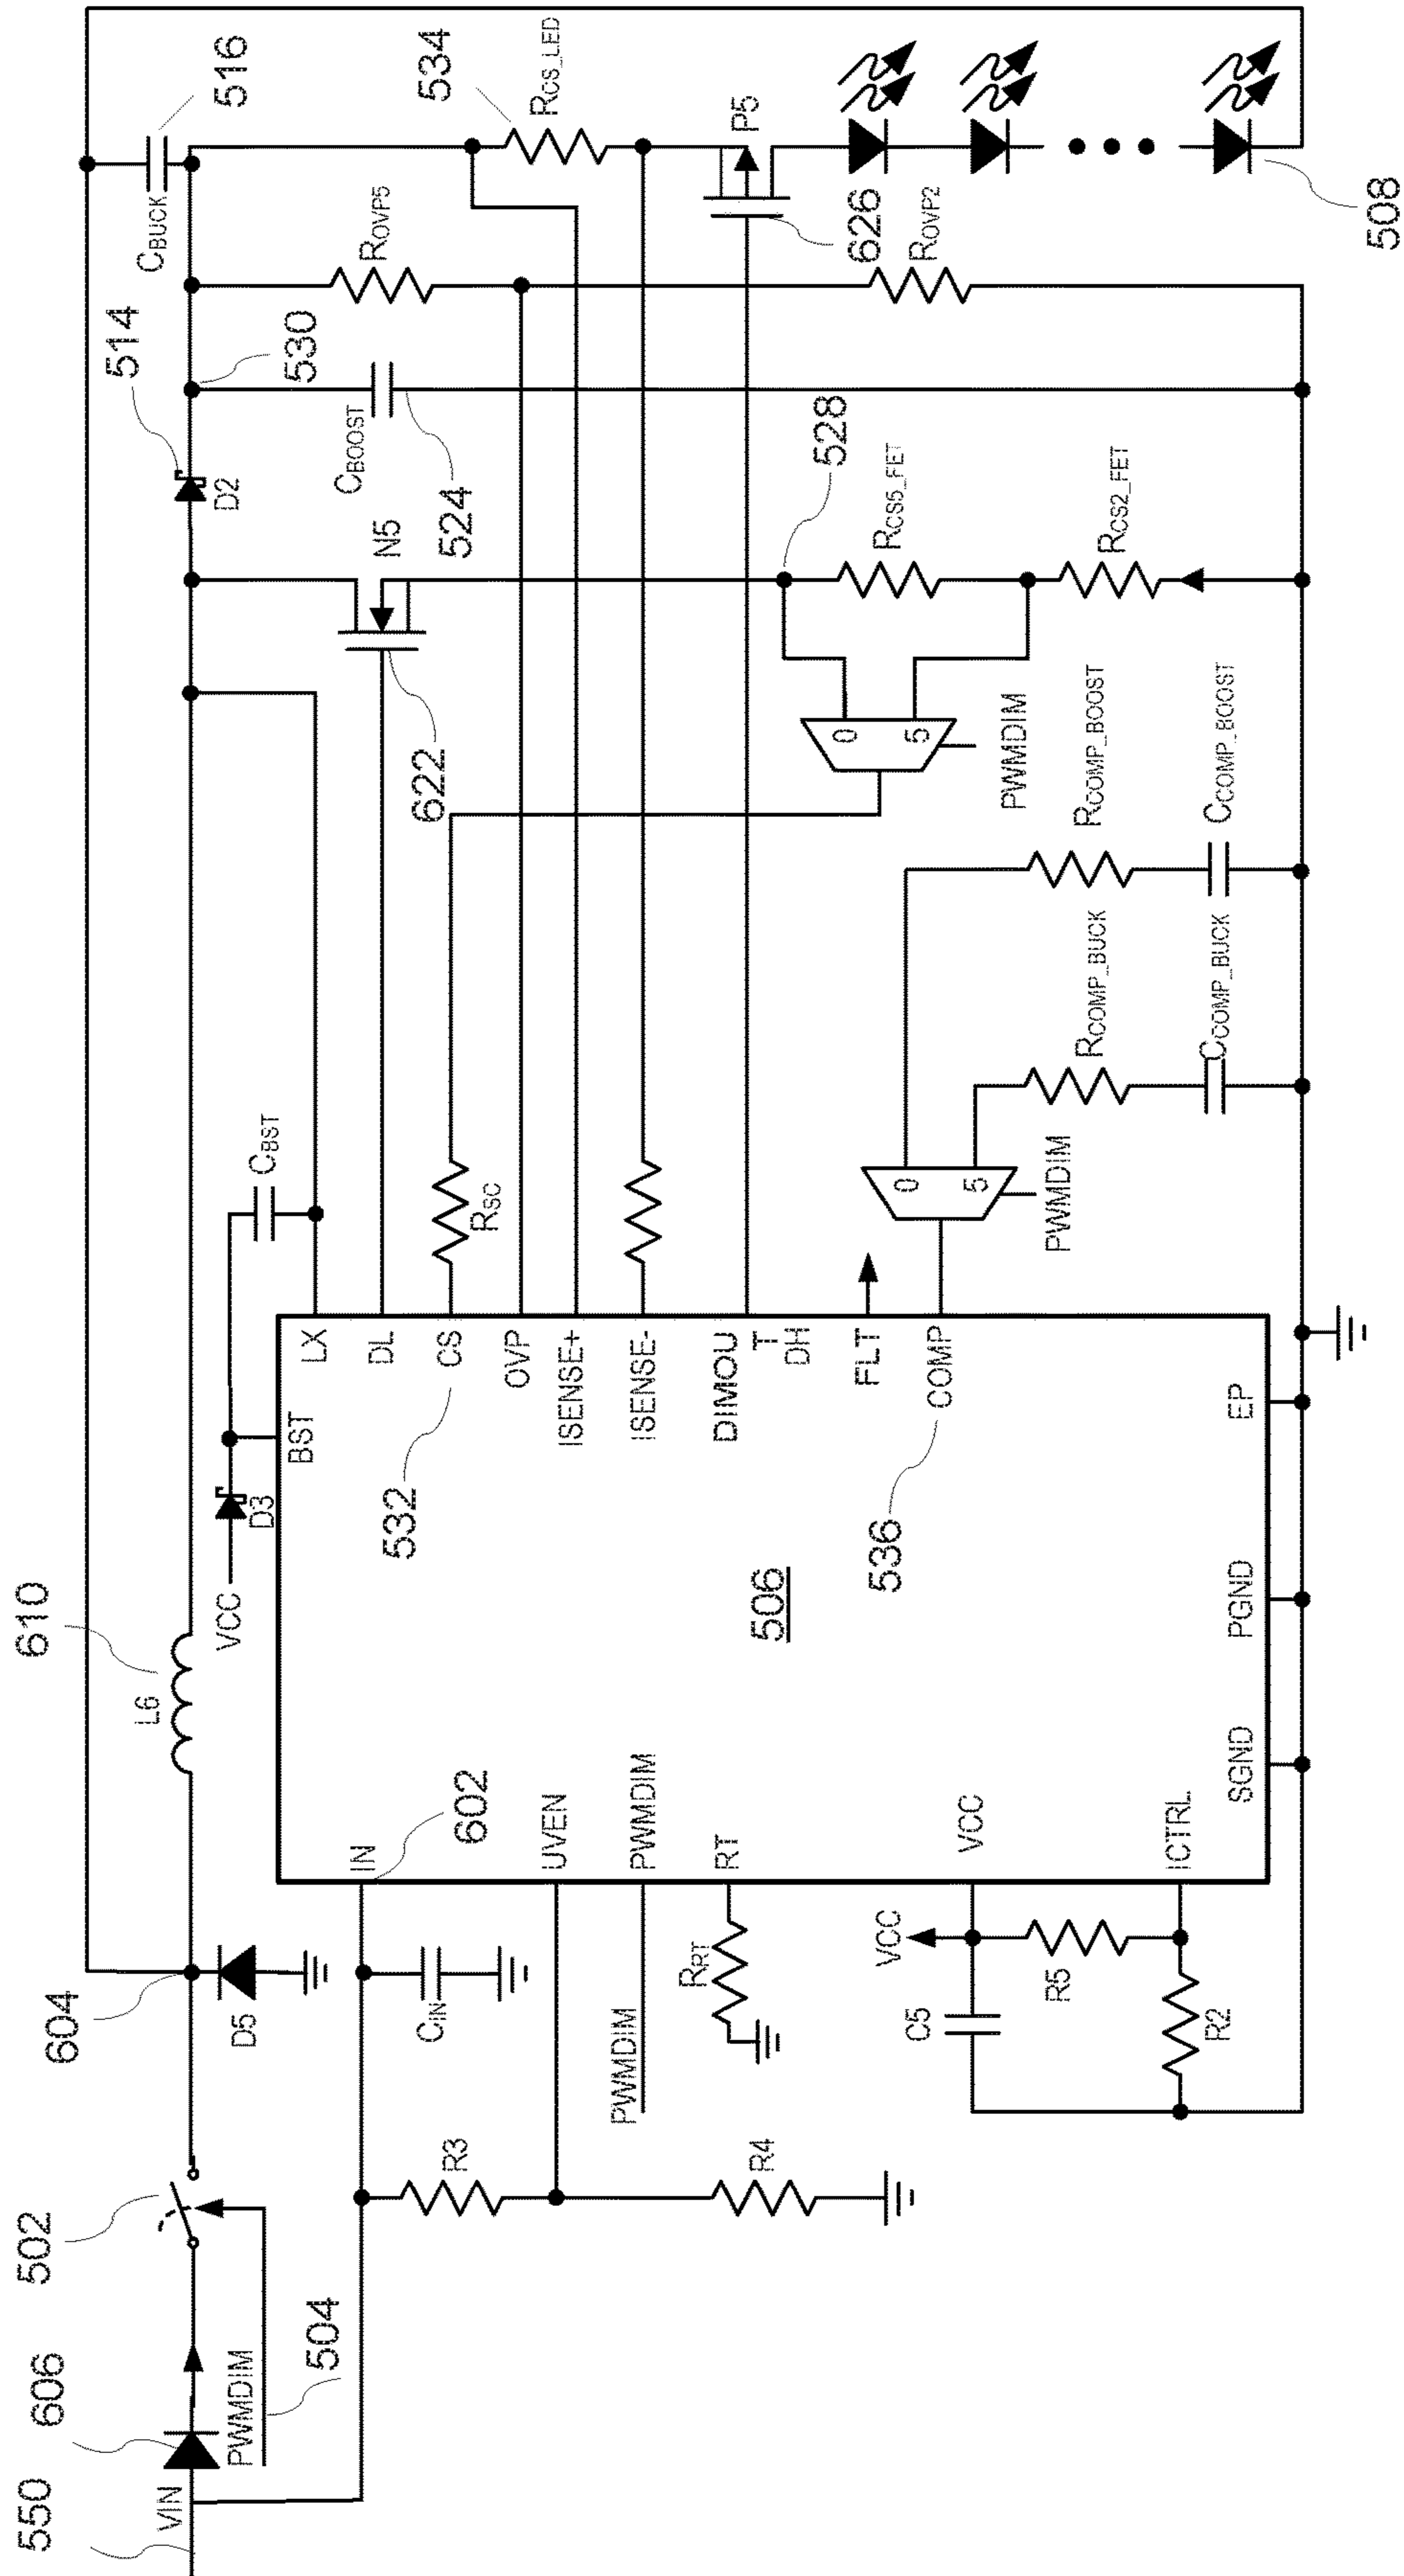 550
VIN
606
PWMDIM
504
502
604
D5
610
L6
VCC
D3
CBST
514
D2
530
CBUCK
516
IN
602
CIN
R3
UVEN
R4
PWMDIM
PWMDIM
RT
RRT
VCC
VCC
C5
R5
ICTRL
R2
SGND
PGND
EP
506
BST
LX
DL
CS
532
OVP
ISENSE+
ISENSE-
DIMOU
T
DH
FLT
COMP
536
RSC
622
N5
CBOOST
524
ROVP5
534
RCS_LED
P5
626
ROVP2
508
528
RCS5_FET
RCS2_FET
0
5
PWMDIM
0
5
PWMDIM
RCOMP_BUCK
CCOMP_BUCK
RCOMP_BOOST
CCOMP_BOOST